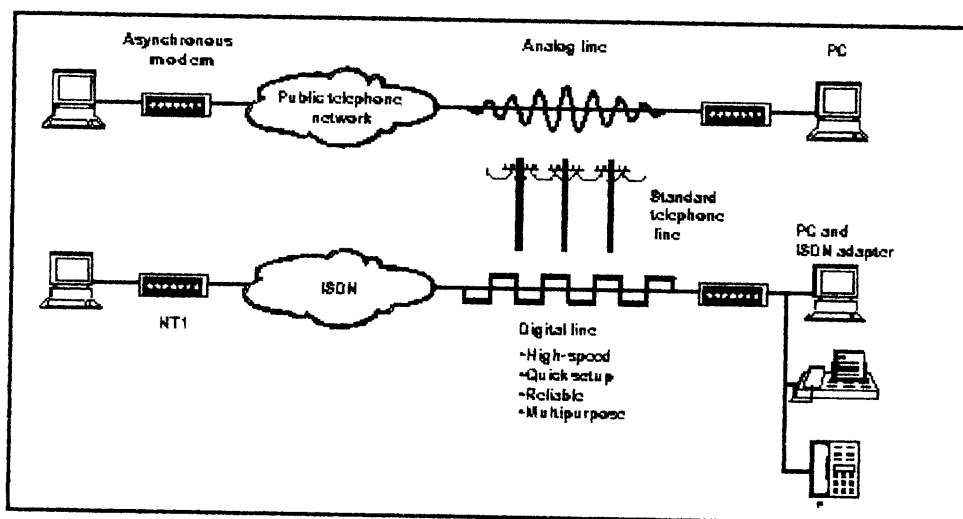 Asynchronous
modem
Analog line
PC
Public telephone
network
Standard
telephone
line
PC and
ISDN adapter
ISDN
NT1
Digital line
•High-speed
•Quick setup
•Reliable
•Multipurpose